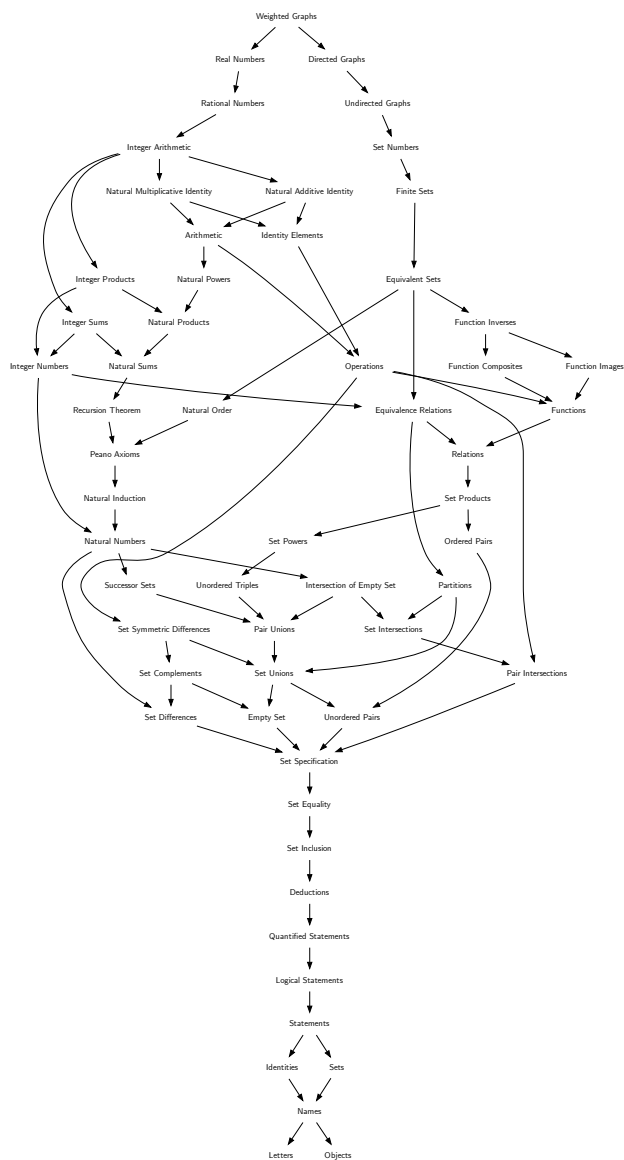 Weighted Graphs
Real Numbers Directed Graphs
Rational Numbers Undirected Graphs
Integer Arithmetic Set Numbers
Natural Multiplicative Identity Natural Additive Identity Finite Sets
Arithmetic Identity Elements
Integer Products Natural Powers Equivalent Sets
Integer Sums Natural Products Function Inverses
Integer Numbers Natural Sums Operations Function Composites Function Images
Recursion Theorem Natural Order Equivalence Relations Functions
Peano Axioms Relations
Natural Induction Set Products
Natural Numbers Set Powers Ordered Pairs
Successor Sets Unordered Triples Intersection of Empty Set Partitions
Set Symmetric Differences Pair Unions Set Intersections
Set Complements Set Unions Pair Intersections
Set Differences Empty Set Unordered Pairs
Set Specification
Set Equality
Set Inclusion
Deductions
Quantified Statements
Logical Statements
Statements
Identities Sets
Names
Letters Objects